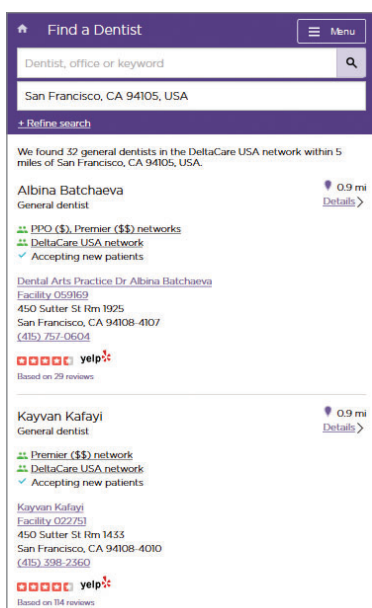 Find a Dentist
Menu
Dentist, office or keyword
San Francisco, CA 94105, USA
+ Refine search
We found 32 general dentists in the DeltaCare USA network within 5
miles of San Francisco, CA 94105, USA.
Albina Batchaeva
0.9 mi
General dentist
Details >
PPO ($), Premier ($$) networks
DeltaCare USA network
Accepting new patients
Dental Arts Practice Dr Albina Batchaeva
Facility 059169
450 Sutter St Rm 1925
San Francisco, CA 94108-4107
(415) 757-0604
yelp
Based on 29 reviews
Kayvan Kafayi
0.9 mi
General dentist
Details >
Premier ($$) network
DeltaCare USA network
Accepting new patients
Kayvan Kafayi
Facility 022751
450 Sutter St Rm 1433
San Francisco, CA 94108-4010
(415) 398-2360
yelp
Based on 114 reviews